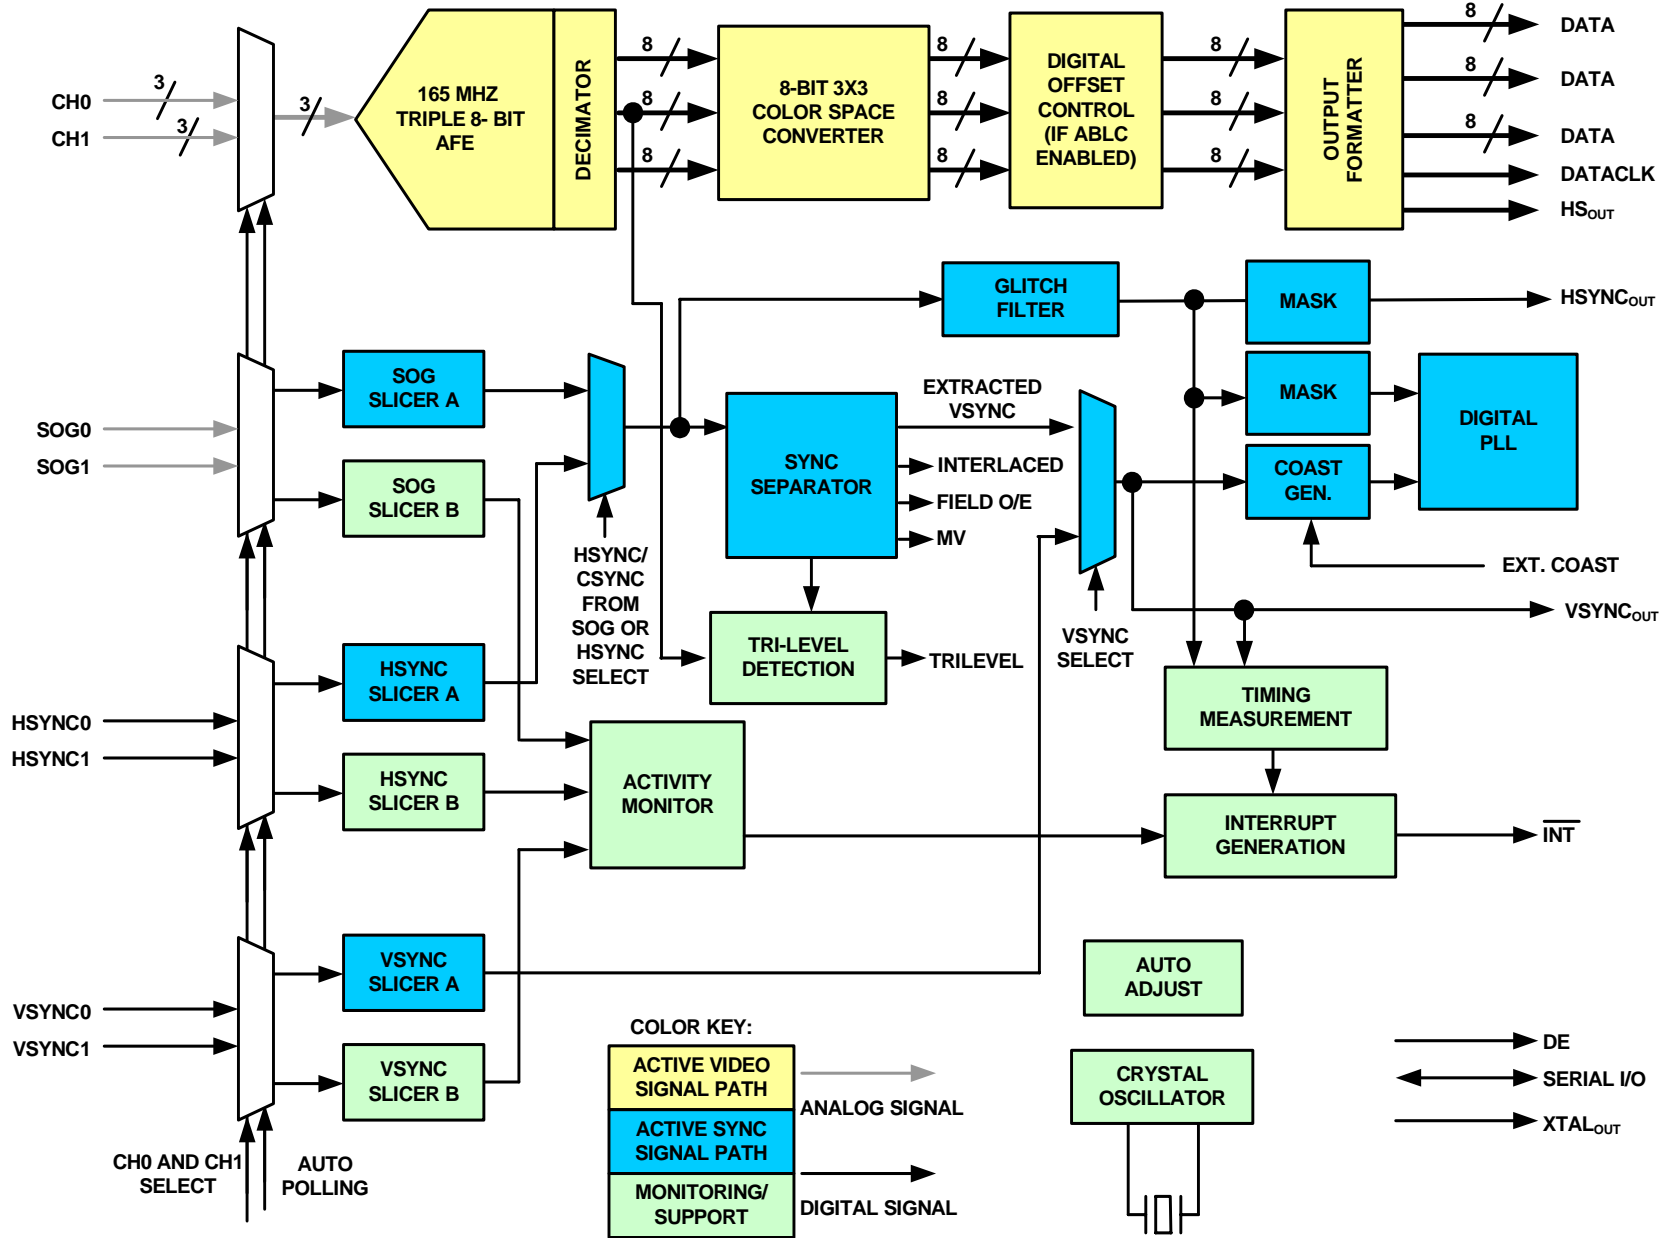 CH0
CH1
3
3
3
165 MHZ
TRIPLE 8- BIT
AFE
DECIMATOR
8
8
8
8-BIT 3X3
COLOR SPACE
CONVERTER
8
8
8
DIGITAL
OFFSET
CONTROL
(IF ABLC
ENABLED)
8
8
8
OUTPUT
FORMATTER
8
8
8
DATA
DATA
DATA
DATACLK
HSOUT
GLITCH
FILTER
MASK
HSYNCOUT
SOG0
SOG1
SOG
SLICER A
SOG
SLICER B
HSYNC/
CSYNC
FROM
SOG OR
HSYNC
SELECT
SYNC
SEPARATOR
EXTRACTED
VSYNC
INTERLACED
FIELD O/E
MV
MASK
COAST
GEN.
DIGITAL
PLL
EXT. COAST
VSYNCOUT
VSYNC
SELECT
TRI-LEVEL
DETECTION
TRILEVEL
HSYNC0
HSYNC1
HSYNC
SLICER A
HSYNC
SLICER B
ACTIVITY
MONITOR
TIMING
MEASUREMENT
INTERRUPT
GENERATION
INT
VSYNC0
VSYNC1
VSYNC
SLICER A
VSYNC
SLICER B
AUTO
ADJUST
CRYSTAL
OSCILLATOR
DE
SERIAL I/O
XTALOUT
CH0 AND CH1
SELECT
AUTO
POLLING
COLOR KEY:
ACTIVE VIDEO
SIGNAL PATH
ACTIVE SYNC
SIGNAL PATH
MONITORING/
SUPPORT
ANALOG SIGNAL
DIGITAL SIGNAL